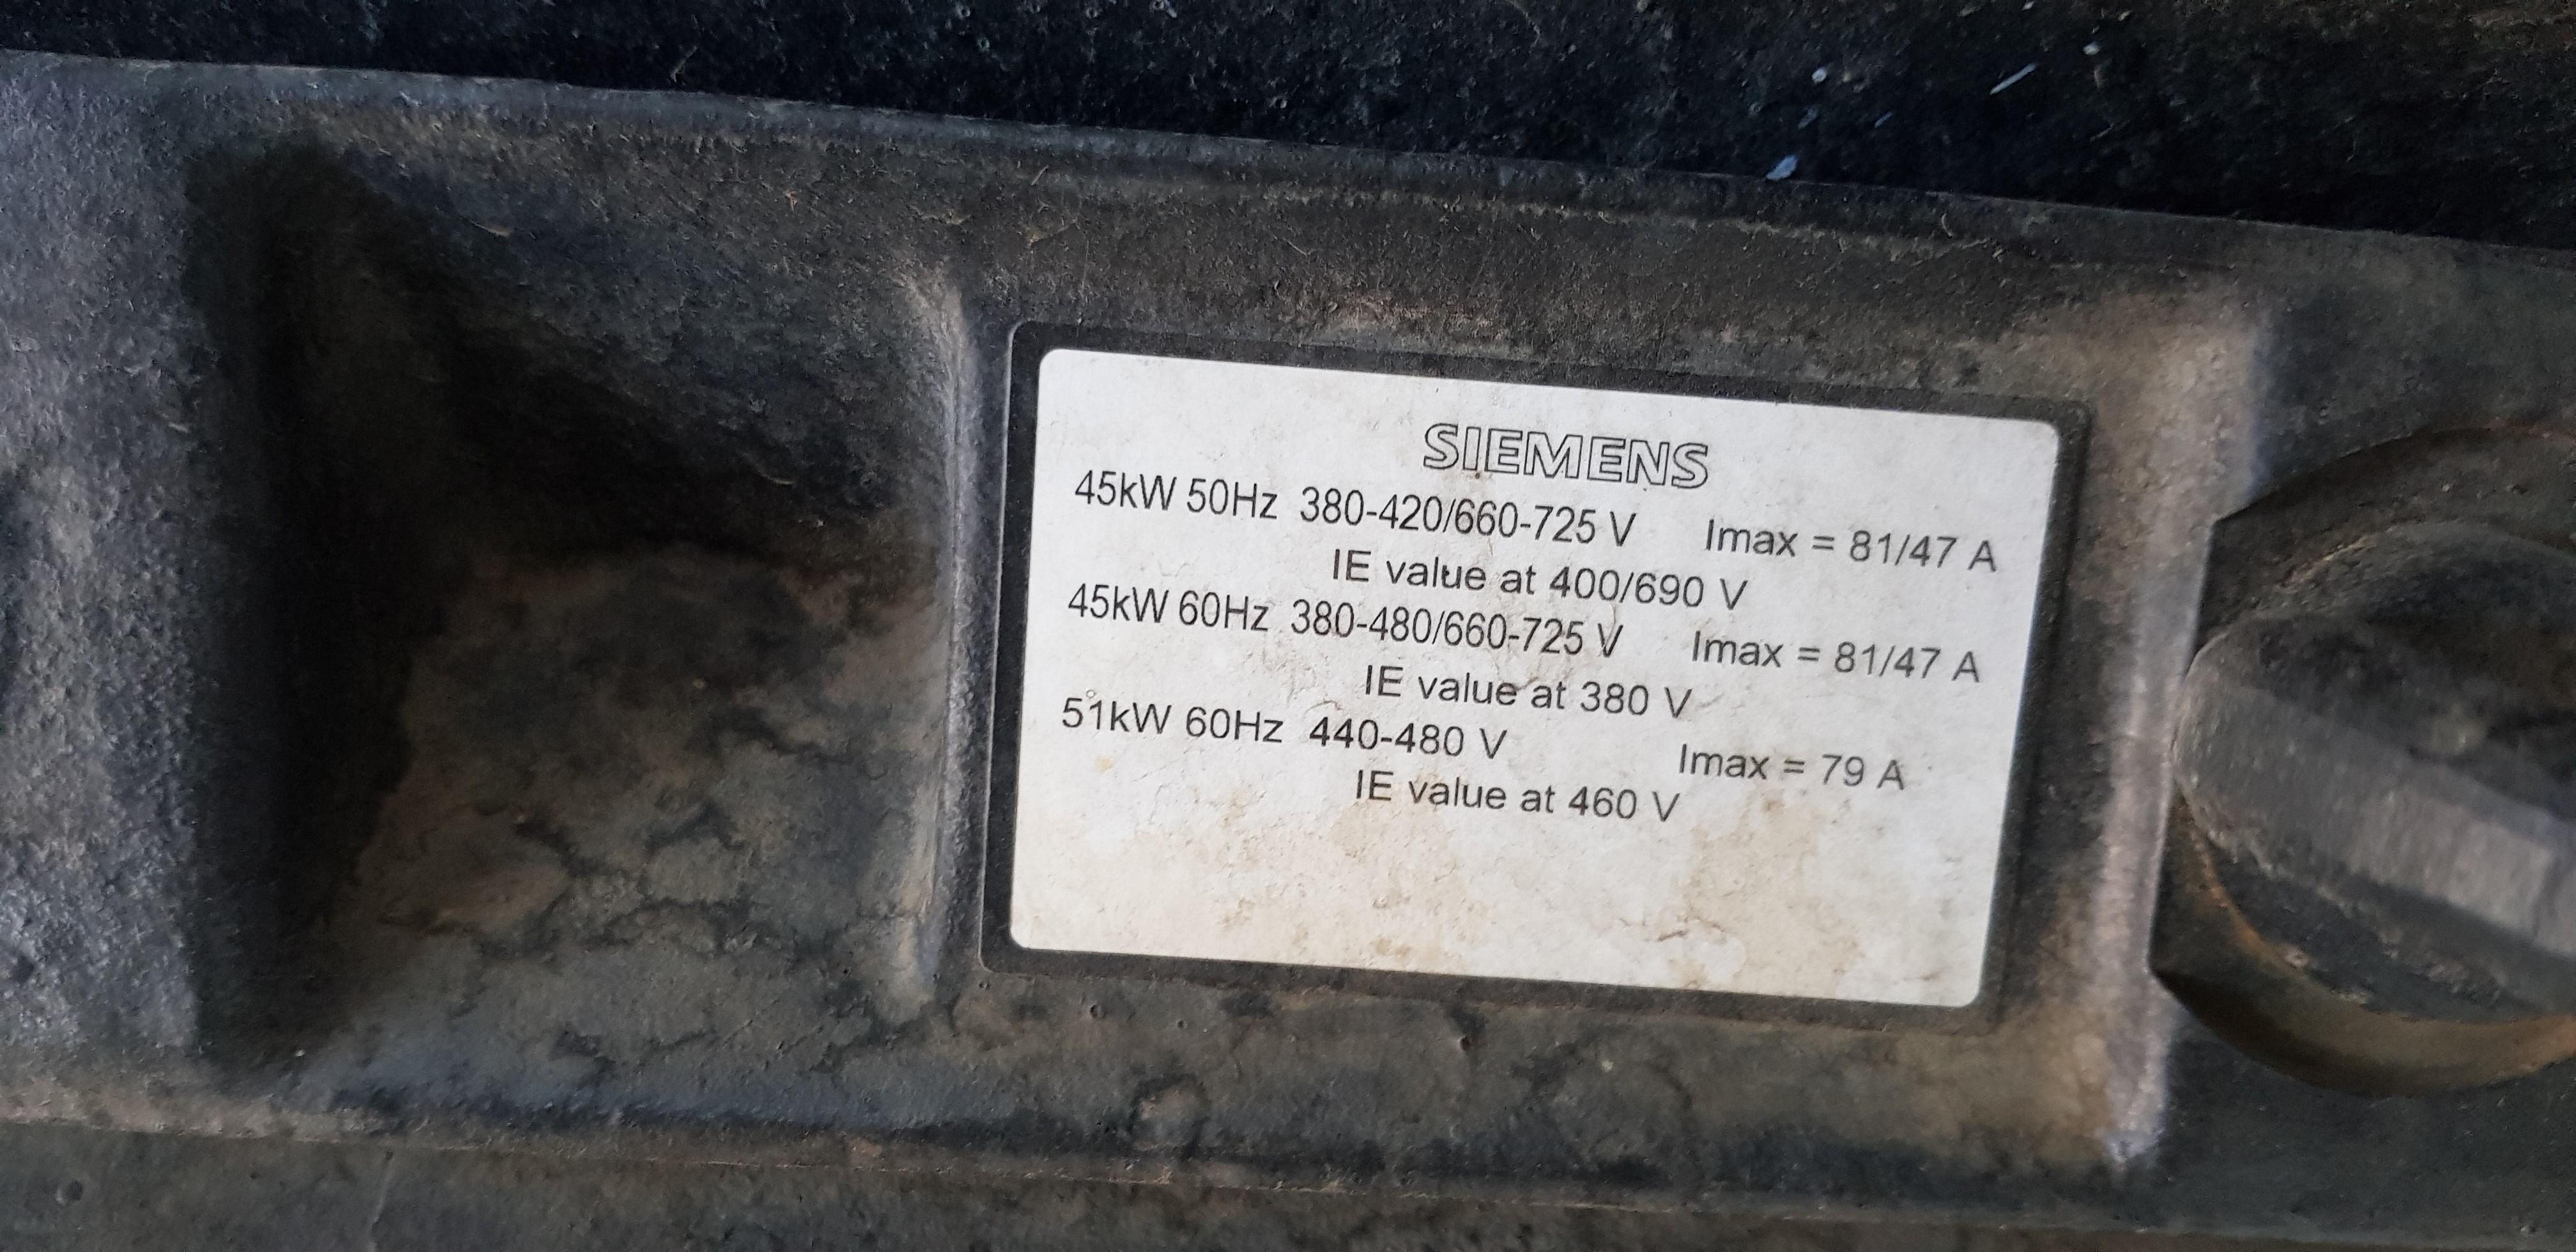 SIEMENS
45kW 50Hz 380-420/660-725 V Imax = 81/47 A
IE value at 400/690 V
45kW 60Hz 380-480/660-725 V Imax = 81/47 A
IE value at 380 V
51kW 60Hz 440-480 V Imax = 79 A
IE value at 460 V